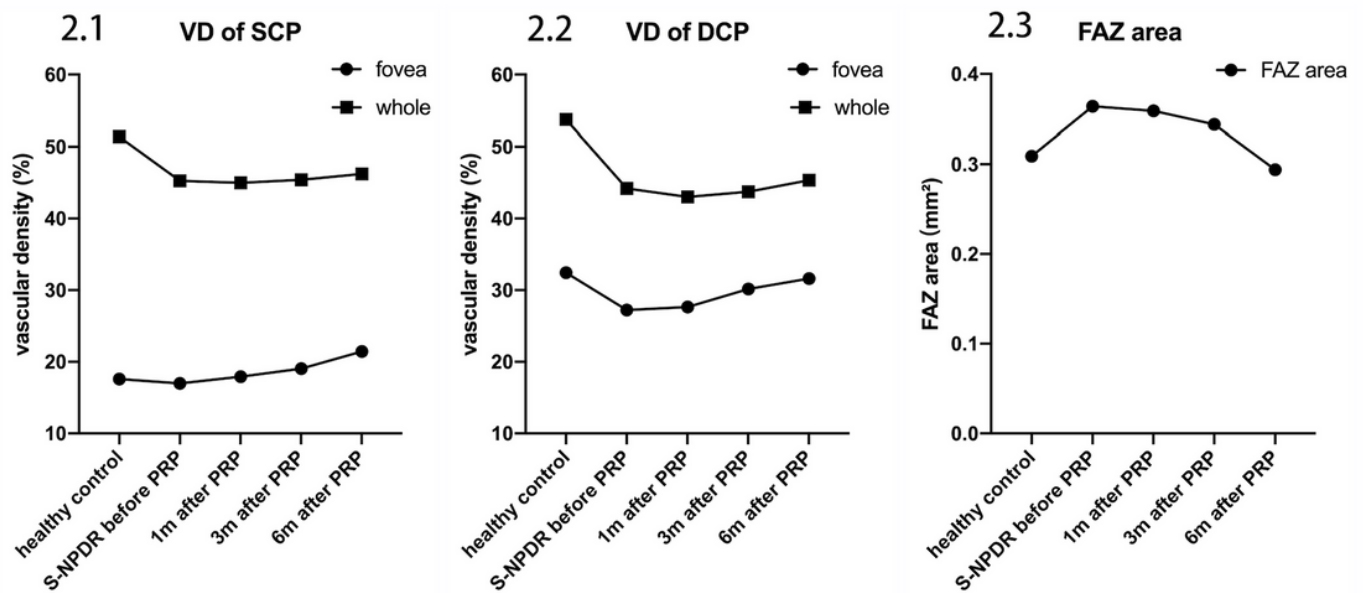 2.1 VD of SCP
fovea
whole
vascular density (%)
60
50
40
30
20
10
healthy control
S-NPDR before PRP
1m after PRP
3m after PRP
6m after PRP
2.2 VD of DCP
fovea
whole
vascular density (%)
60
50
40
30
20
10
healthy control
S-NPDR before PRP
1m after PRP
3m after PRP
6m after PRP
2.3 FAZ area
FAZ area
FAZ area (mm²)
0.4
0.3
0.2
0.1
0.0
healthy control
S-NPDR before PRP
1m after PRP
3m after PRP
6m after PRP